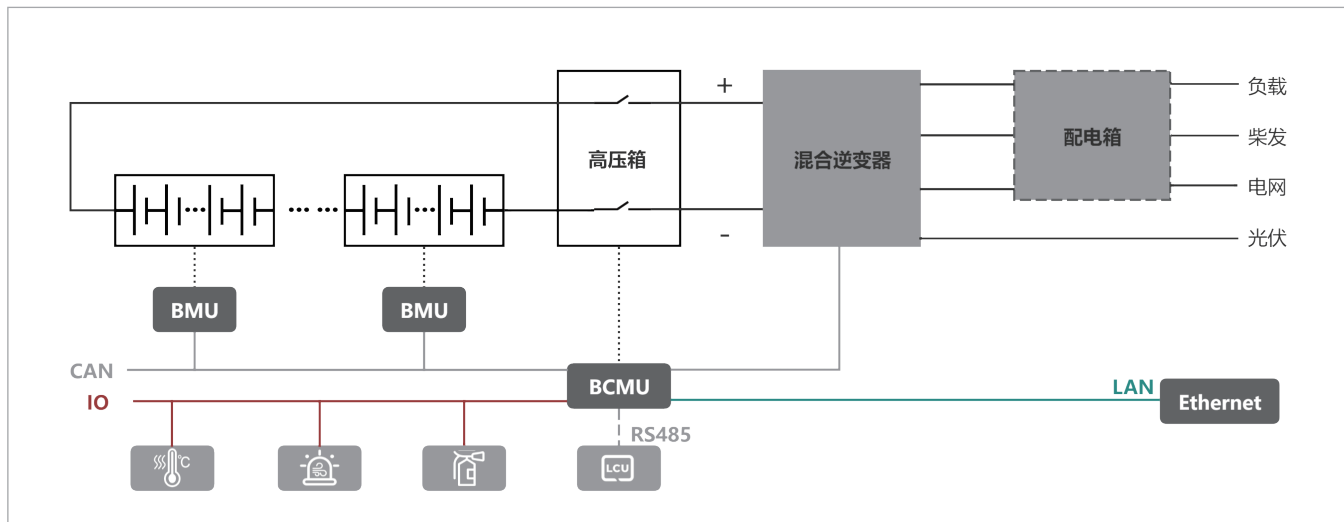 +
负载
高压箱
混合逆变器
配电箱
柴发
电网
-
光伏
BMU
BMU
CAN
BCMU
LAN
IO
Ethernet
RS485
°C
LCU